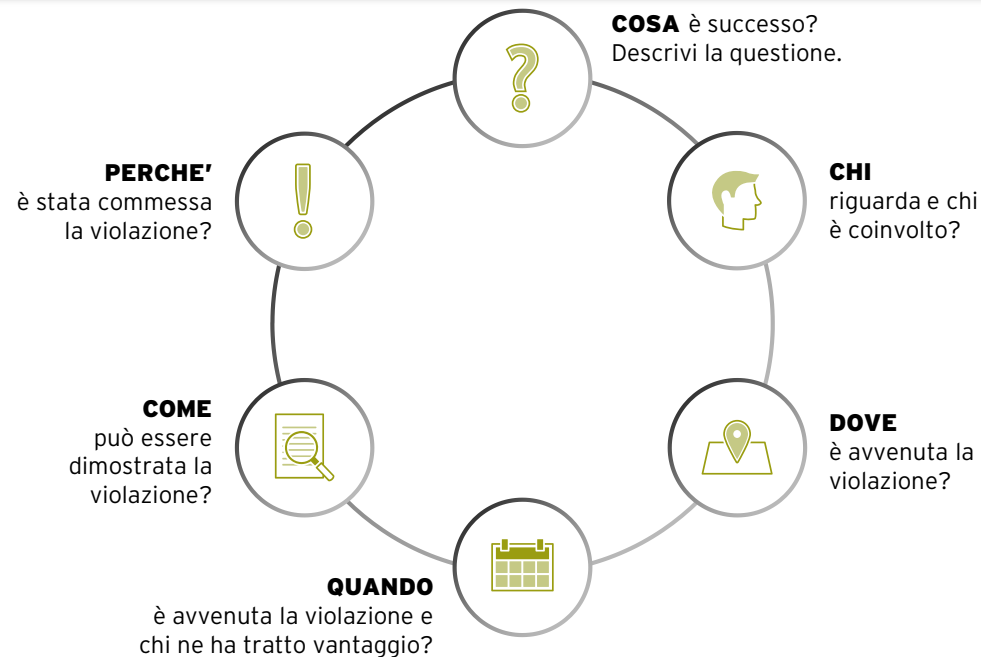 COSA è successo?
Descrivi la questione.
CHI
riguarda e chi
è coinvolto?
DOVE
è avvenuta la
violazione?
QUANDO
è avvenuta la violazione e
chi ne ha tratto vantaggio?
COME
può essere
dimostrata la
violazione?
PERCHE'
è stata commessa
la violazione?